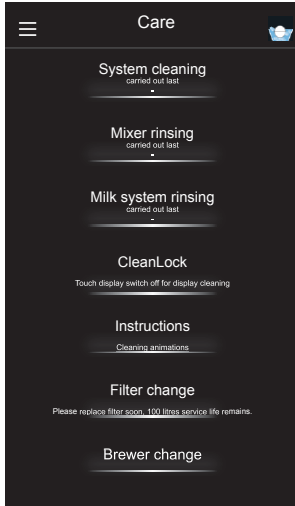 Care
System cleaning
carried out last
-
Mixer rinsing
carried out last
-
Milk system rinsing
carried out last
-
CleanLock
Touch display switch off for display cleaning
Instructions
Cleaning animations
Filter change
Please replace filter soon, 100 litres service life remains.
Brewer change